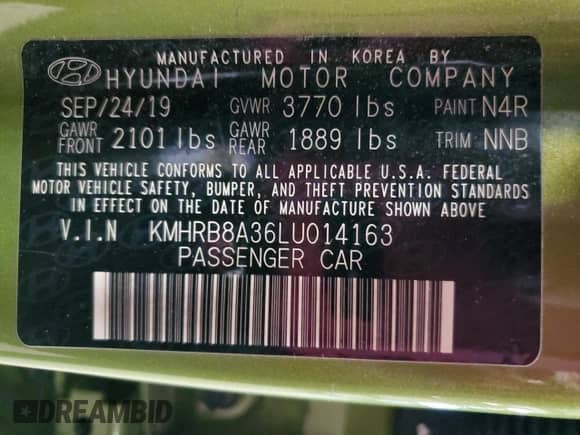 MANUFACTURED IN KOREA BY
HYUNDAI MOTOR COMPANY
SEP/24/19 GVWR 3770 lbs PAINT N4R
GAWR FRONT 2101 lbs GAWR REAR 1889 lbs TRIM NNB
THIS VEHICLE CONFORMS TO ALL APPLICABLE U.S.A. FEDERAL
MOTOR VEHICLE SAFETY, BUMPER, AND THEFT PREVENTION STANDARDS
IN EFFECT ON THE DATE OF MANUFACTURE SHOWN ABOVE
V.I.N KMHRB8A36LU014163
PASSENGER CAR
DREAMBID